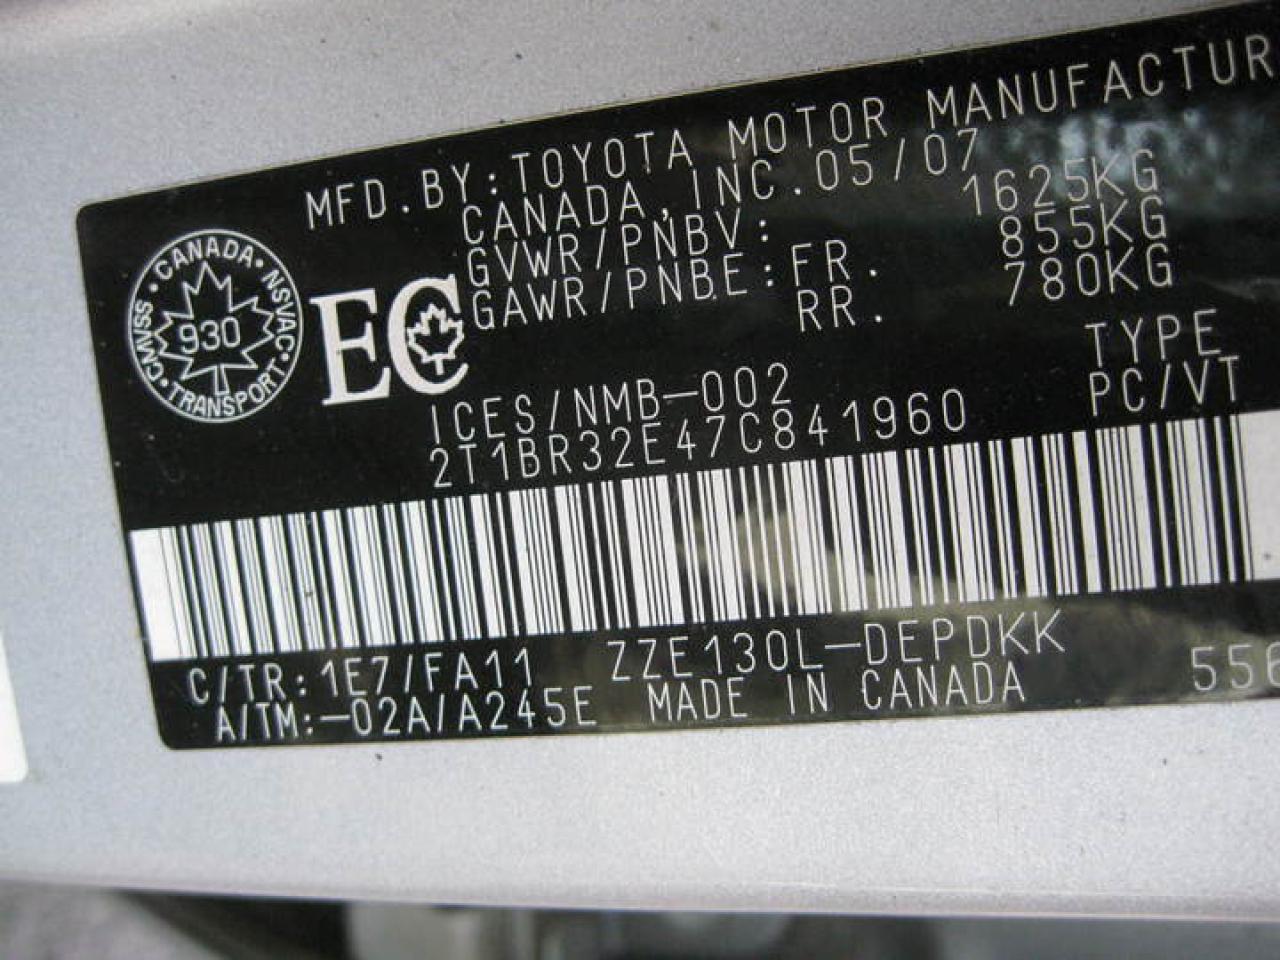 MFD.BY:TOYOTA MOTOR MANUFACTUR
CANADA,INC.05/07
GVWR/PNBV: 1625KG
GAWR/PNBE:FR. 855KG
RR. 780KG
CANADA
CMVSS 930 NSVAC
TRANSPORT
EC
ICES/NMB-002 TYPE
2T1BR32E47C841960 PC/VT
C/TR:1E7/FA11 ZZE130L-DEPDKK
A/TM:-02A/A245E MADE IN CANADA 556